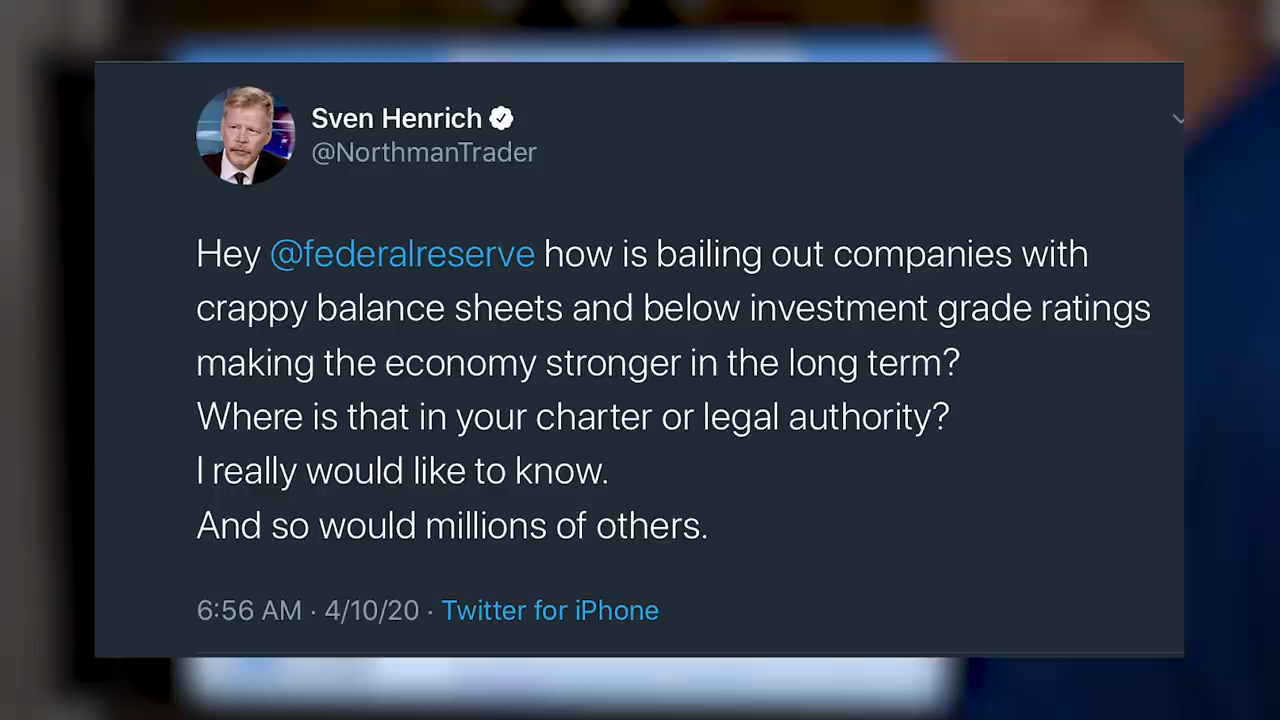 Sven Henrich
@NorthmanTrader
Hey @federalreserve how is bailing out companies with
crappy balance sheets and below investment grade ratings
making the economy stronger in the long term?
Where is that in your charter or legal authority?
I really would like to know.
And so would millions of others.
6:56 AM · 4/10/20 · Twitter for iPhone